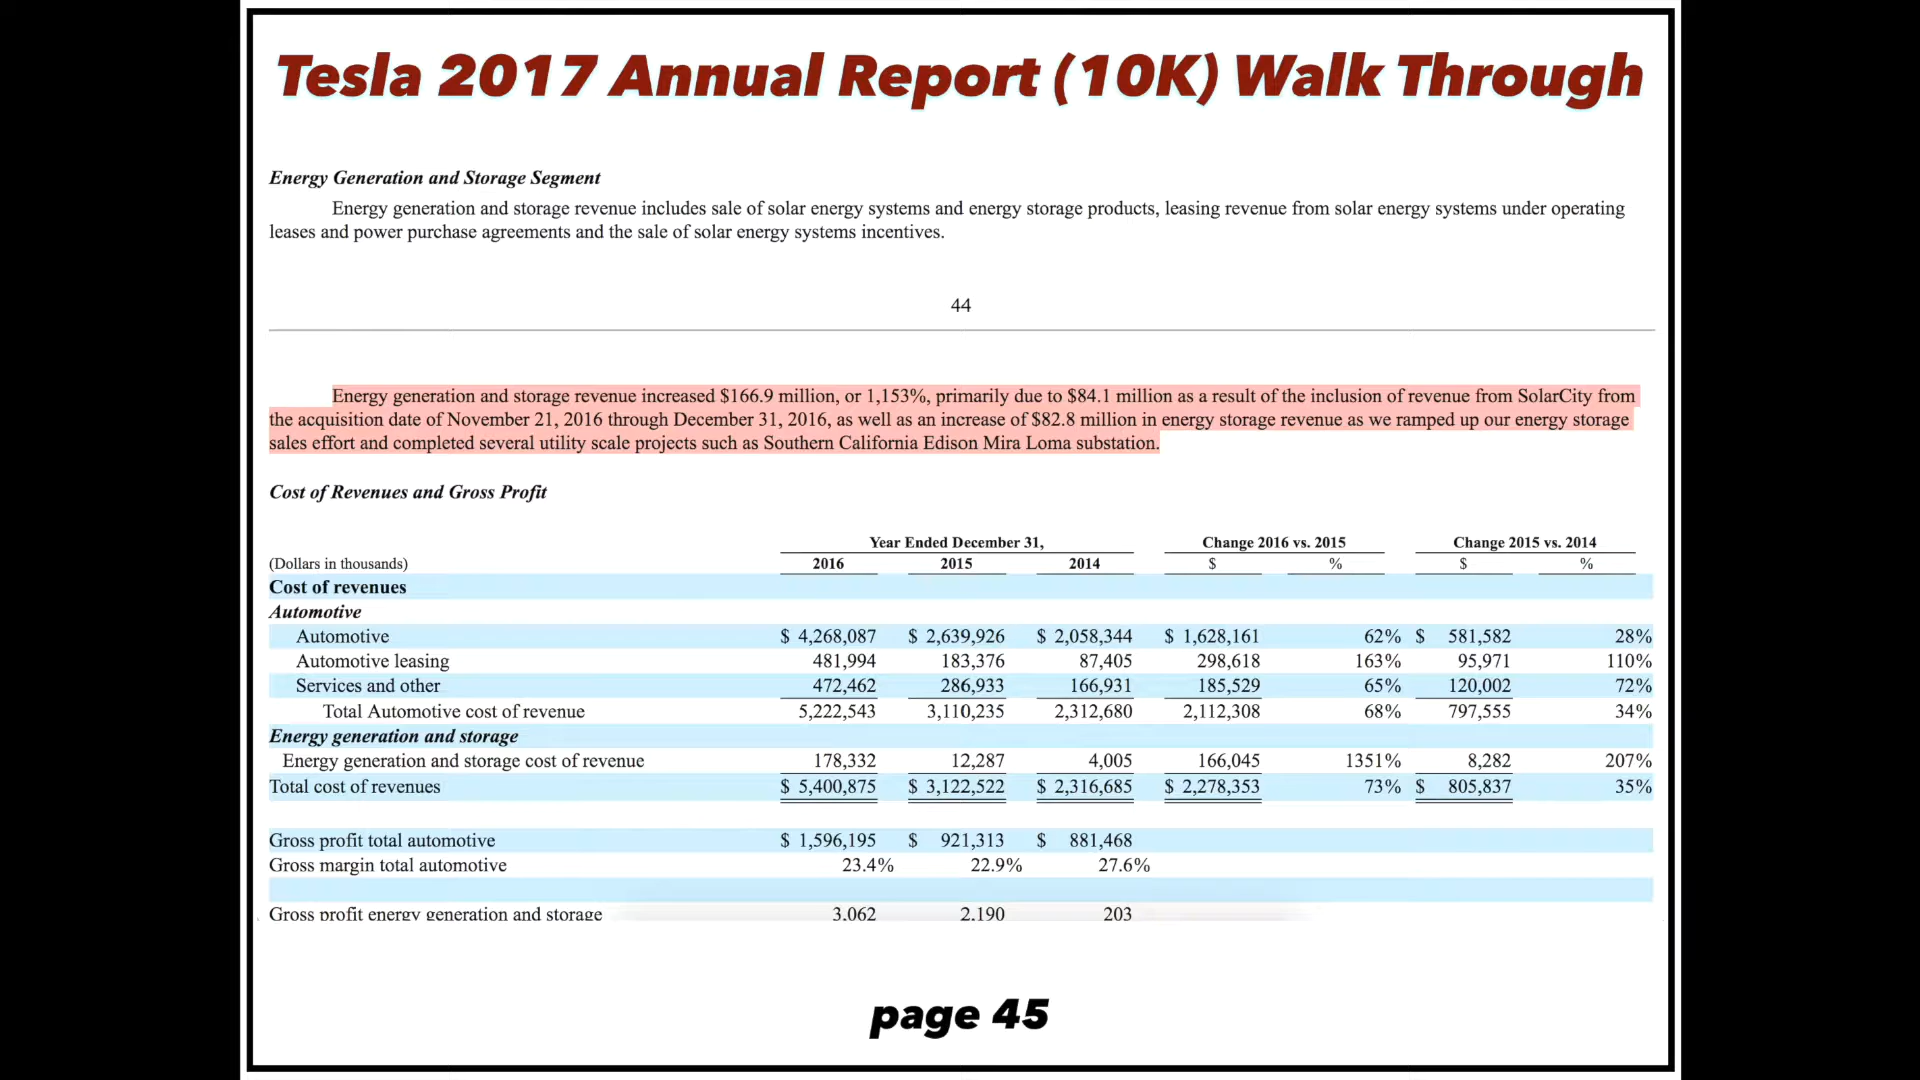 Tesla 2017 Annual Report (10K) Walk Through
Energy Generation and Storage Segment
Energy generation and storage revenue includes sale of solar energy systems and energy storage products, leasing revenue from solar energy systems under operating
leases and power purchase agreements and the sale of solar energy systems incentives.
44
Energy generation and storage revenue increased $166.9 million, or 1,153%, primarily due to $84.1 million as a result of the inclusion of revenue from SolarCity from
the acquisition date of November 21, 2016 through December 31, 2016, as well as an increase of $82.8 million in energy storage revenue as we ramped up our energy storage
sales effort and completed several utility scale projects such as Southern California Edison Mira Loma substation.
Cost of Revenues and Gross Profit
Year Ended December 31, Change 2016 vs. 2015 Change 2015 vs. 2014
(Dollars in thousands) 2016 2015 2014 $ % $ %
Cost of revenues
Automotive
Automotive $ 4,268,087 $ 2,639,926 $ 2,058,344 $ 1,628,161 62% $ 581,582 28%
Automotive leasing 481,994 183,376 87,405 298,618 163% 95,971 110%
Services and other 472,462 286,933 166,931 185,529 65% 120,002 72%
Total Automotive cost of revenue 5,222,543 3,110,235 2,312,680 2,112,308 68% 797,555 34%
Energy generation and storage
Energy generation and storage cost of revenue 178,332 12,287 4,005 166,045 1351% 8,282 207%
Total cost of revenues $ 5,400,875 $ 3,122,522 $ 2,316,685 $ 2,278,353 73% $ 805,837 35%
Gross profit total automotive $ 1,596,195 $ 921,313 $ 881,468
Gross margin total automotive 23.4% 22.9% 27.6%
Gross profit energy generation and storage 3,062 2,190 203
page 45